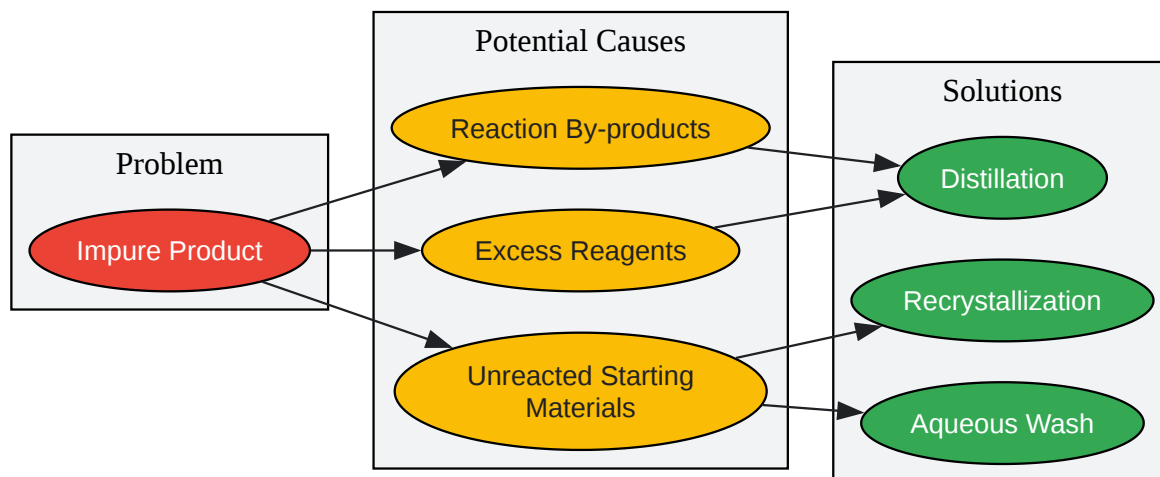 Problem
Impure Product
Potential Causes
Reaction By-products
Excess Reagents
Unreacted Starting
Materials
Solutions
Distillation
Recrystallization
Aqueous Wash